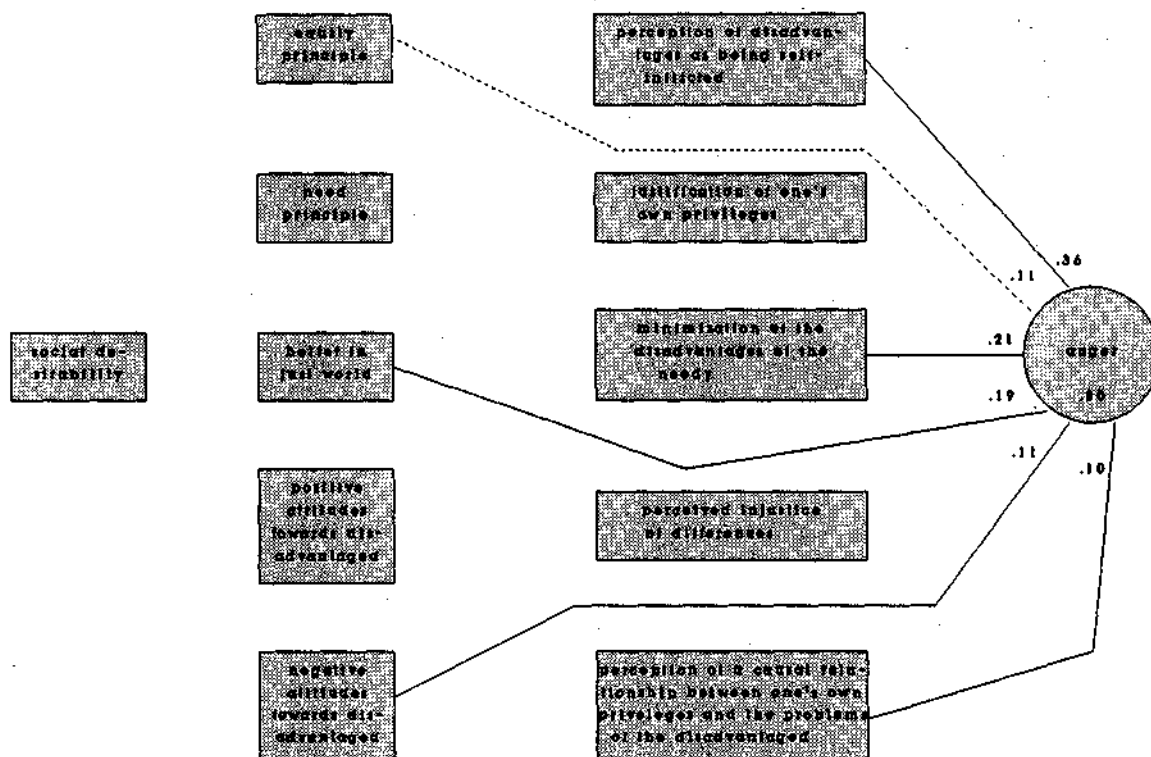 equity
principle
perception of disadvan-
tages as being self-
inflicted
need
principle
justification of one's
own privileges
.11
.36
social de-
sirability
belief in
just world
minimization of the
disadvantages of the
needy
.21
anger
.19
positive
attitudes
towards dis-
advantaged
perceived injustice
of differences
.11
.10
negative
attitudes
towards dis-
advantaged
perception of a causal rela-
tionship between one's own
priveleges and the problems
of the disadvantaged